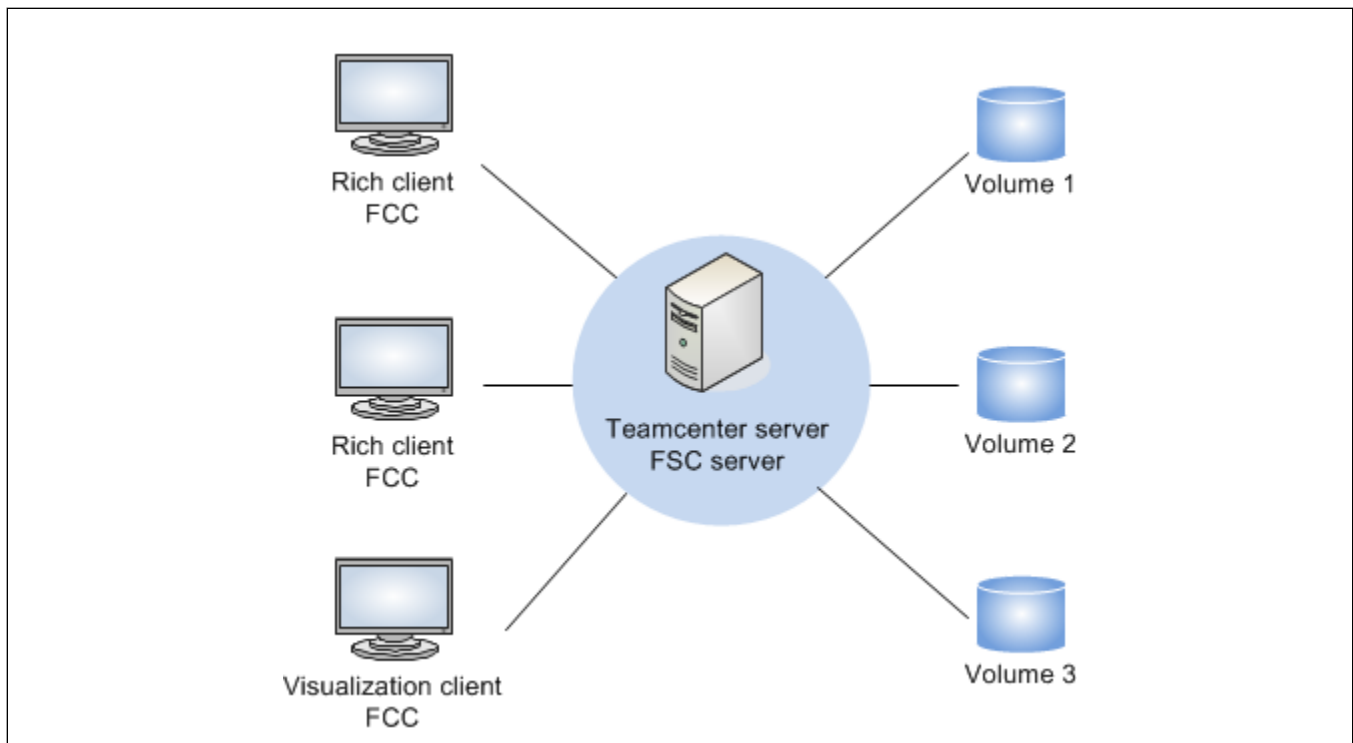 Rich client
FCC
Volume 1
Rich client
FCC
Teamcenter server
FSC server
Volume 2
Visualization client
FCC
Volume 3